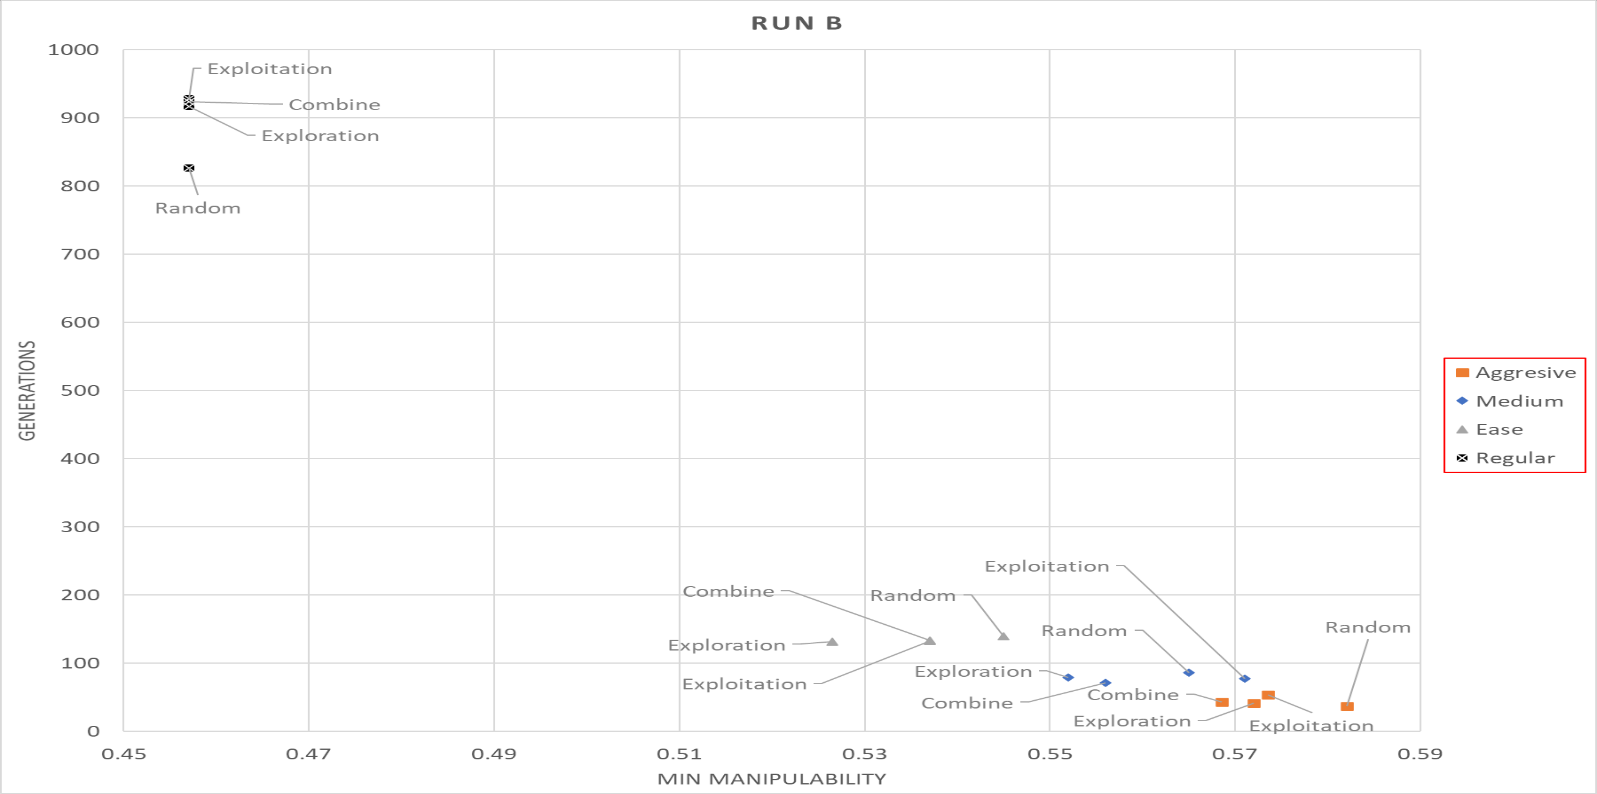 RUN B
1000
900
800
700
600
500
400
300
200
100
0
GENERATIONS
Exploitation
Combine
Exploration
Random
Exploitation
Combine
Random
Exploration
Exploitation
Random
Exploration
Combine
Combine
Exploration
Exploitation
Random
0.45 0.47 0.49 0.51 0.53 0.55 0.57 0.59
MIN MANIPULABILITY
Aggresive
Medium
Ease
Regular